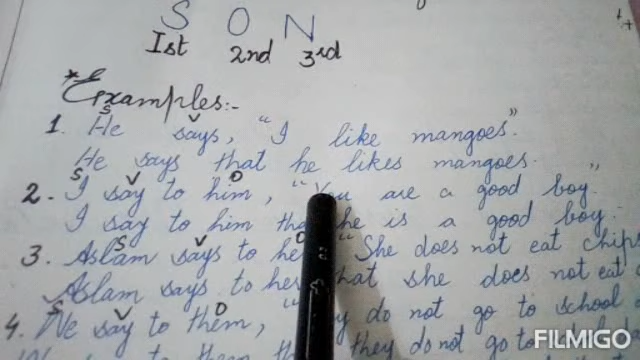 S O N
Ist 2nd 3rd
*Examples:-
S V
1. He says, "I like mangoes".
He says that he likes mangoes.
S V O
2. I say to him, "You are a good boy."
I say to him that he is a good boy.
S V O
3. Aslam says to her, "She does not eat chips
Aslam says to her that she does not eat
S V O
4. We say to them, "They do not go to school
they do not go to
FILMIGO